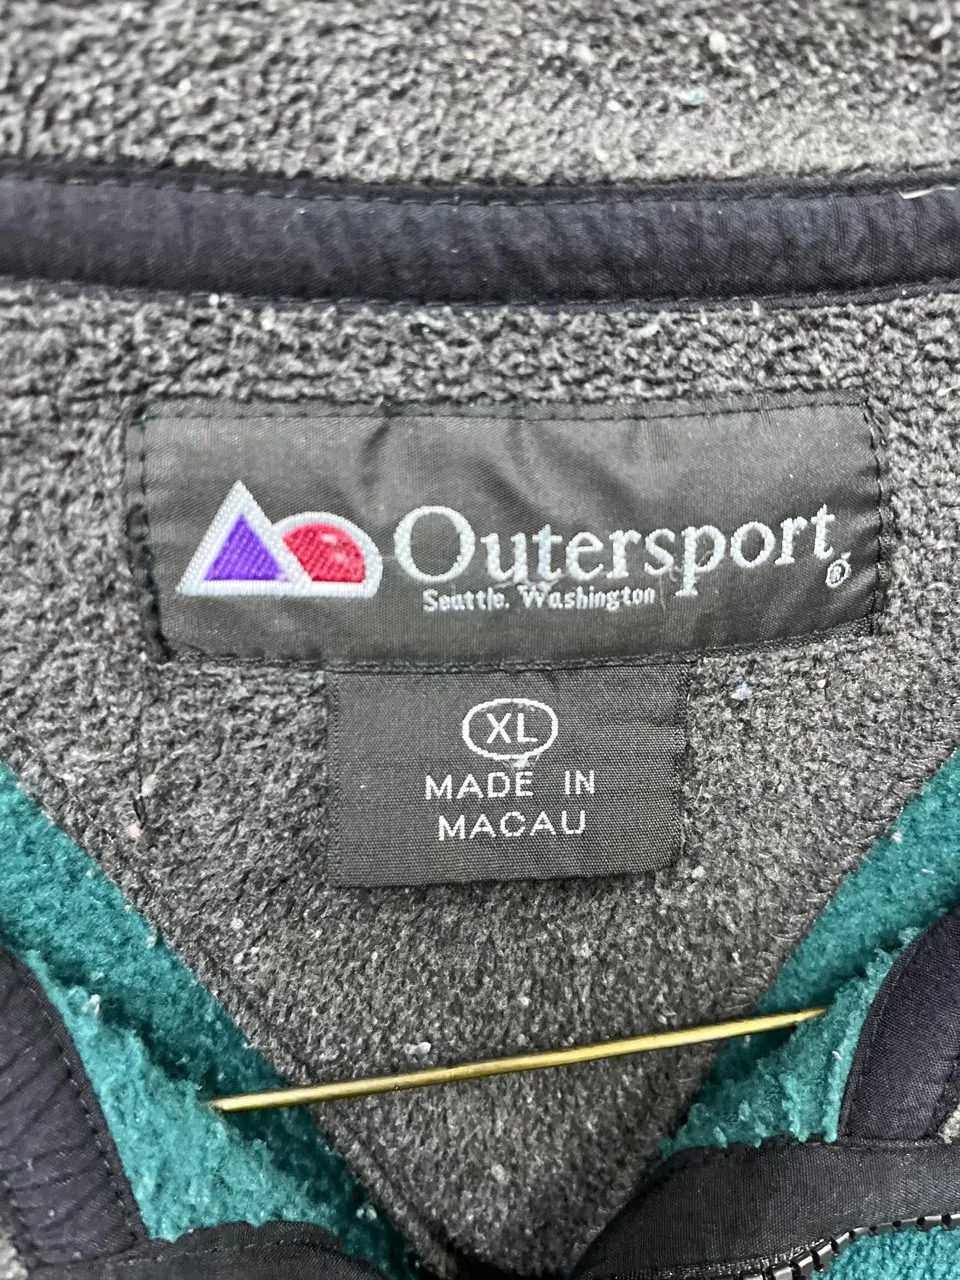 Outersport®
Seattle, Washington
XL
MADE IN
MACAU